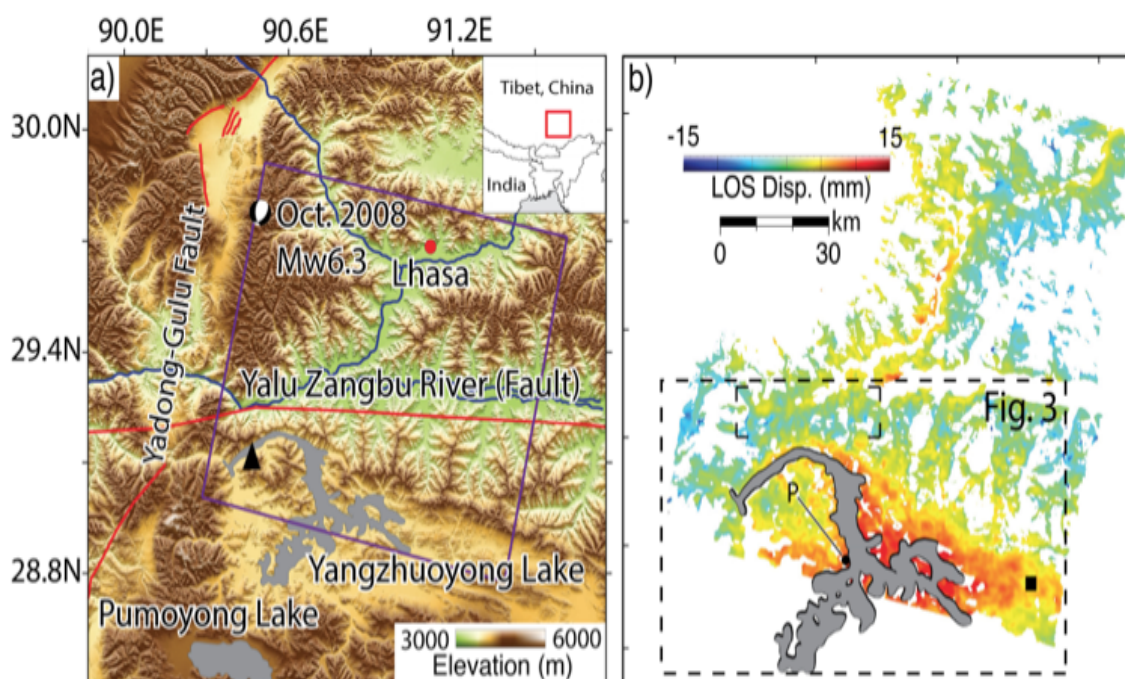 90.0E 90.6E 91.2E
a)
30.0N
29.4N
28.8N
Tibet, China
India
Oct. 2008
Mw6.3
Lhasa
Yadong-Gulu Fault
Yalu Zangbu River (Fault)
Yangzhuoyong Lake
Pumoyong Lake
3000 6000
Elevation (m)
b)
-15 15
LOS Disp. (mm)
km
0 30
Fig. 3
P